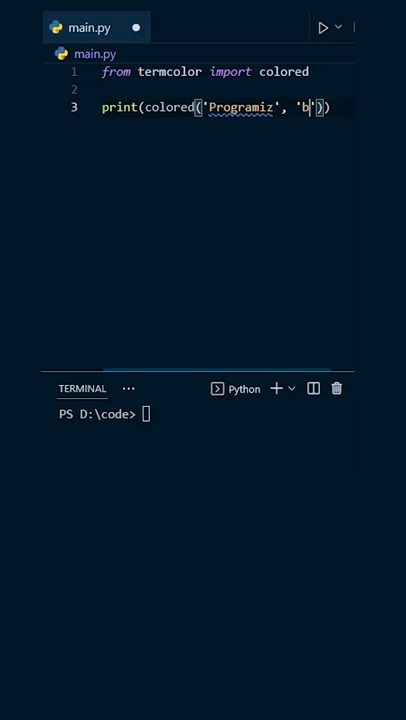 main.py
main.py
1 from termcolor import colored
2
3 print(colored('Programiz', 'b'))
TERMINAL ··· Python
PS D:\code>